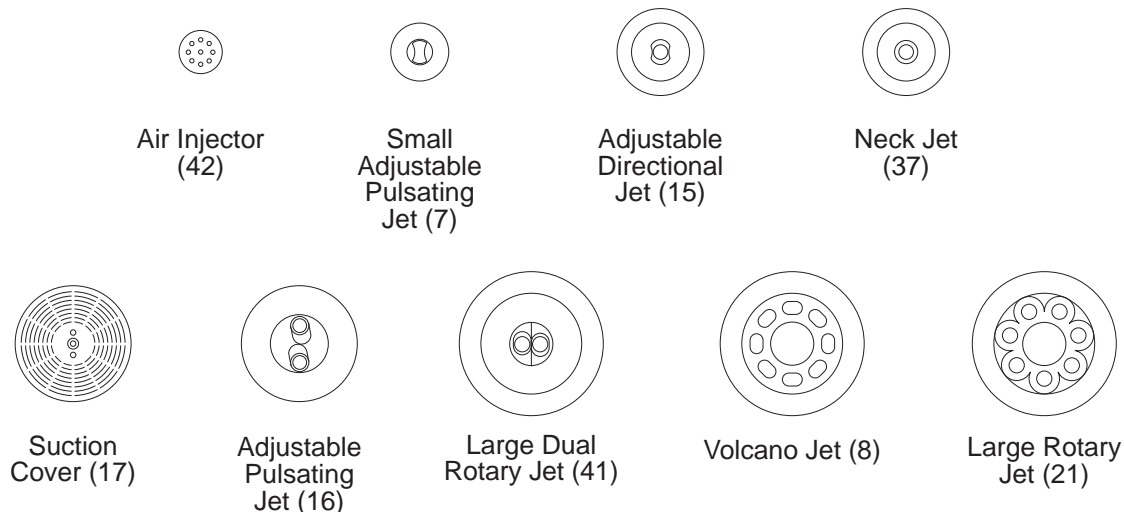 Air Injector
(42)
Small
Adjustable
Pulsating
Jet (7)
Adjustable
Directional
Jet (15)
Neck Jet
(37)
Suction
Cover (17)
Adjustable
Pulsating
Jet (16)
Large Dual
Rotary Jet (41)
Volcano Jet (8)
Large Rotary
Jet (21)